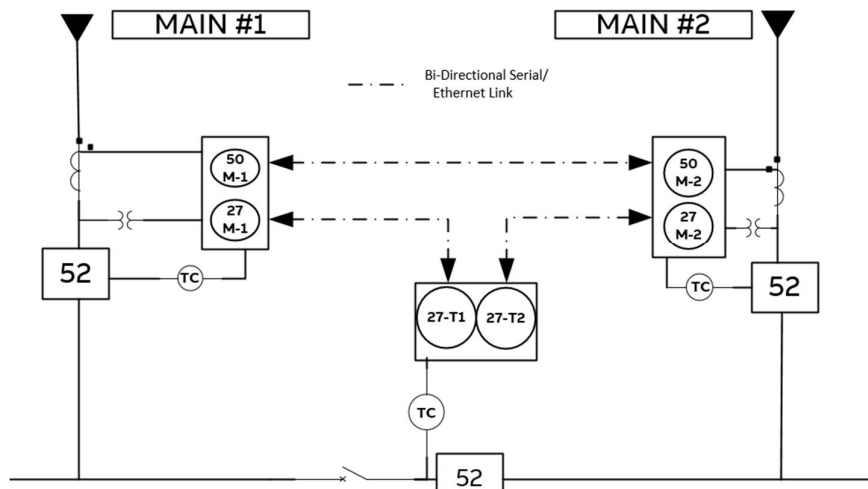 MAIN #1
MAIN #2
Bi-Directional Serial/
Ethernet Link
50
M-1
50
M-2
27
M-1
27
M-2
52
TC
TC
52
27-T1
27-T2
TC
52